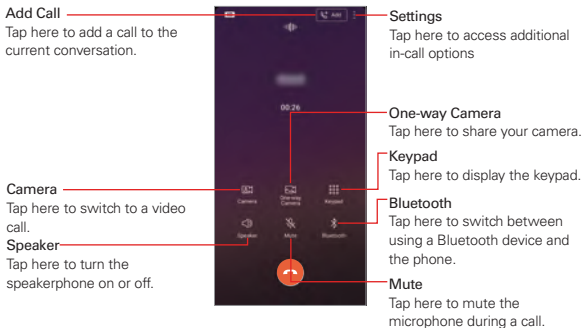 Add Call
Tap here to add a call to the
current conversation.
Settings
Tap here to access additional
in-call options
Add
00:26
One-way Camera
Tap here to share your camera.
Keypad
Tap here to display the keypad.
Camera
Tap here to switch to a video
call.
Speaker
Tap here to turn the
speakerphone on or off.
Camera
One-way
Camera
Keypad
Speaker
Mute
Bluetooth
Bluetooth
Tap here to switch between
using a Bluetooth device and
the phone.
Mute
Tap here to mute the
microphone during a call.